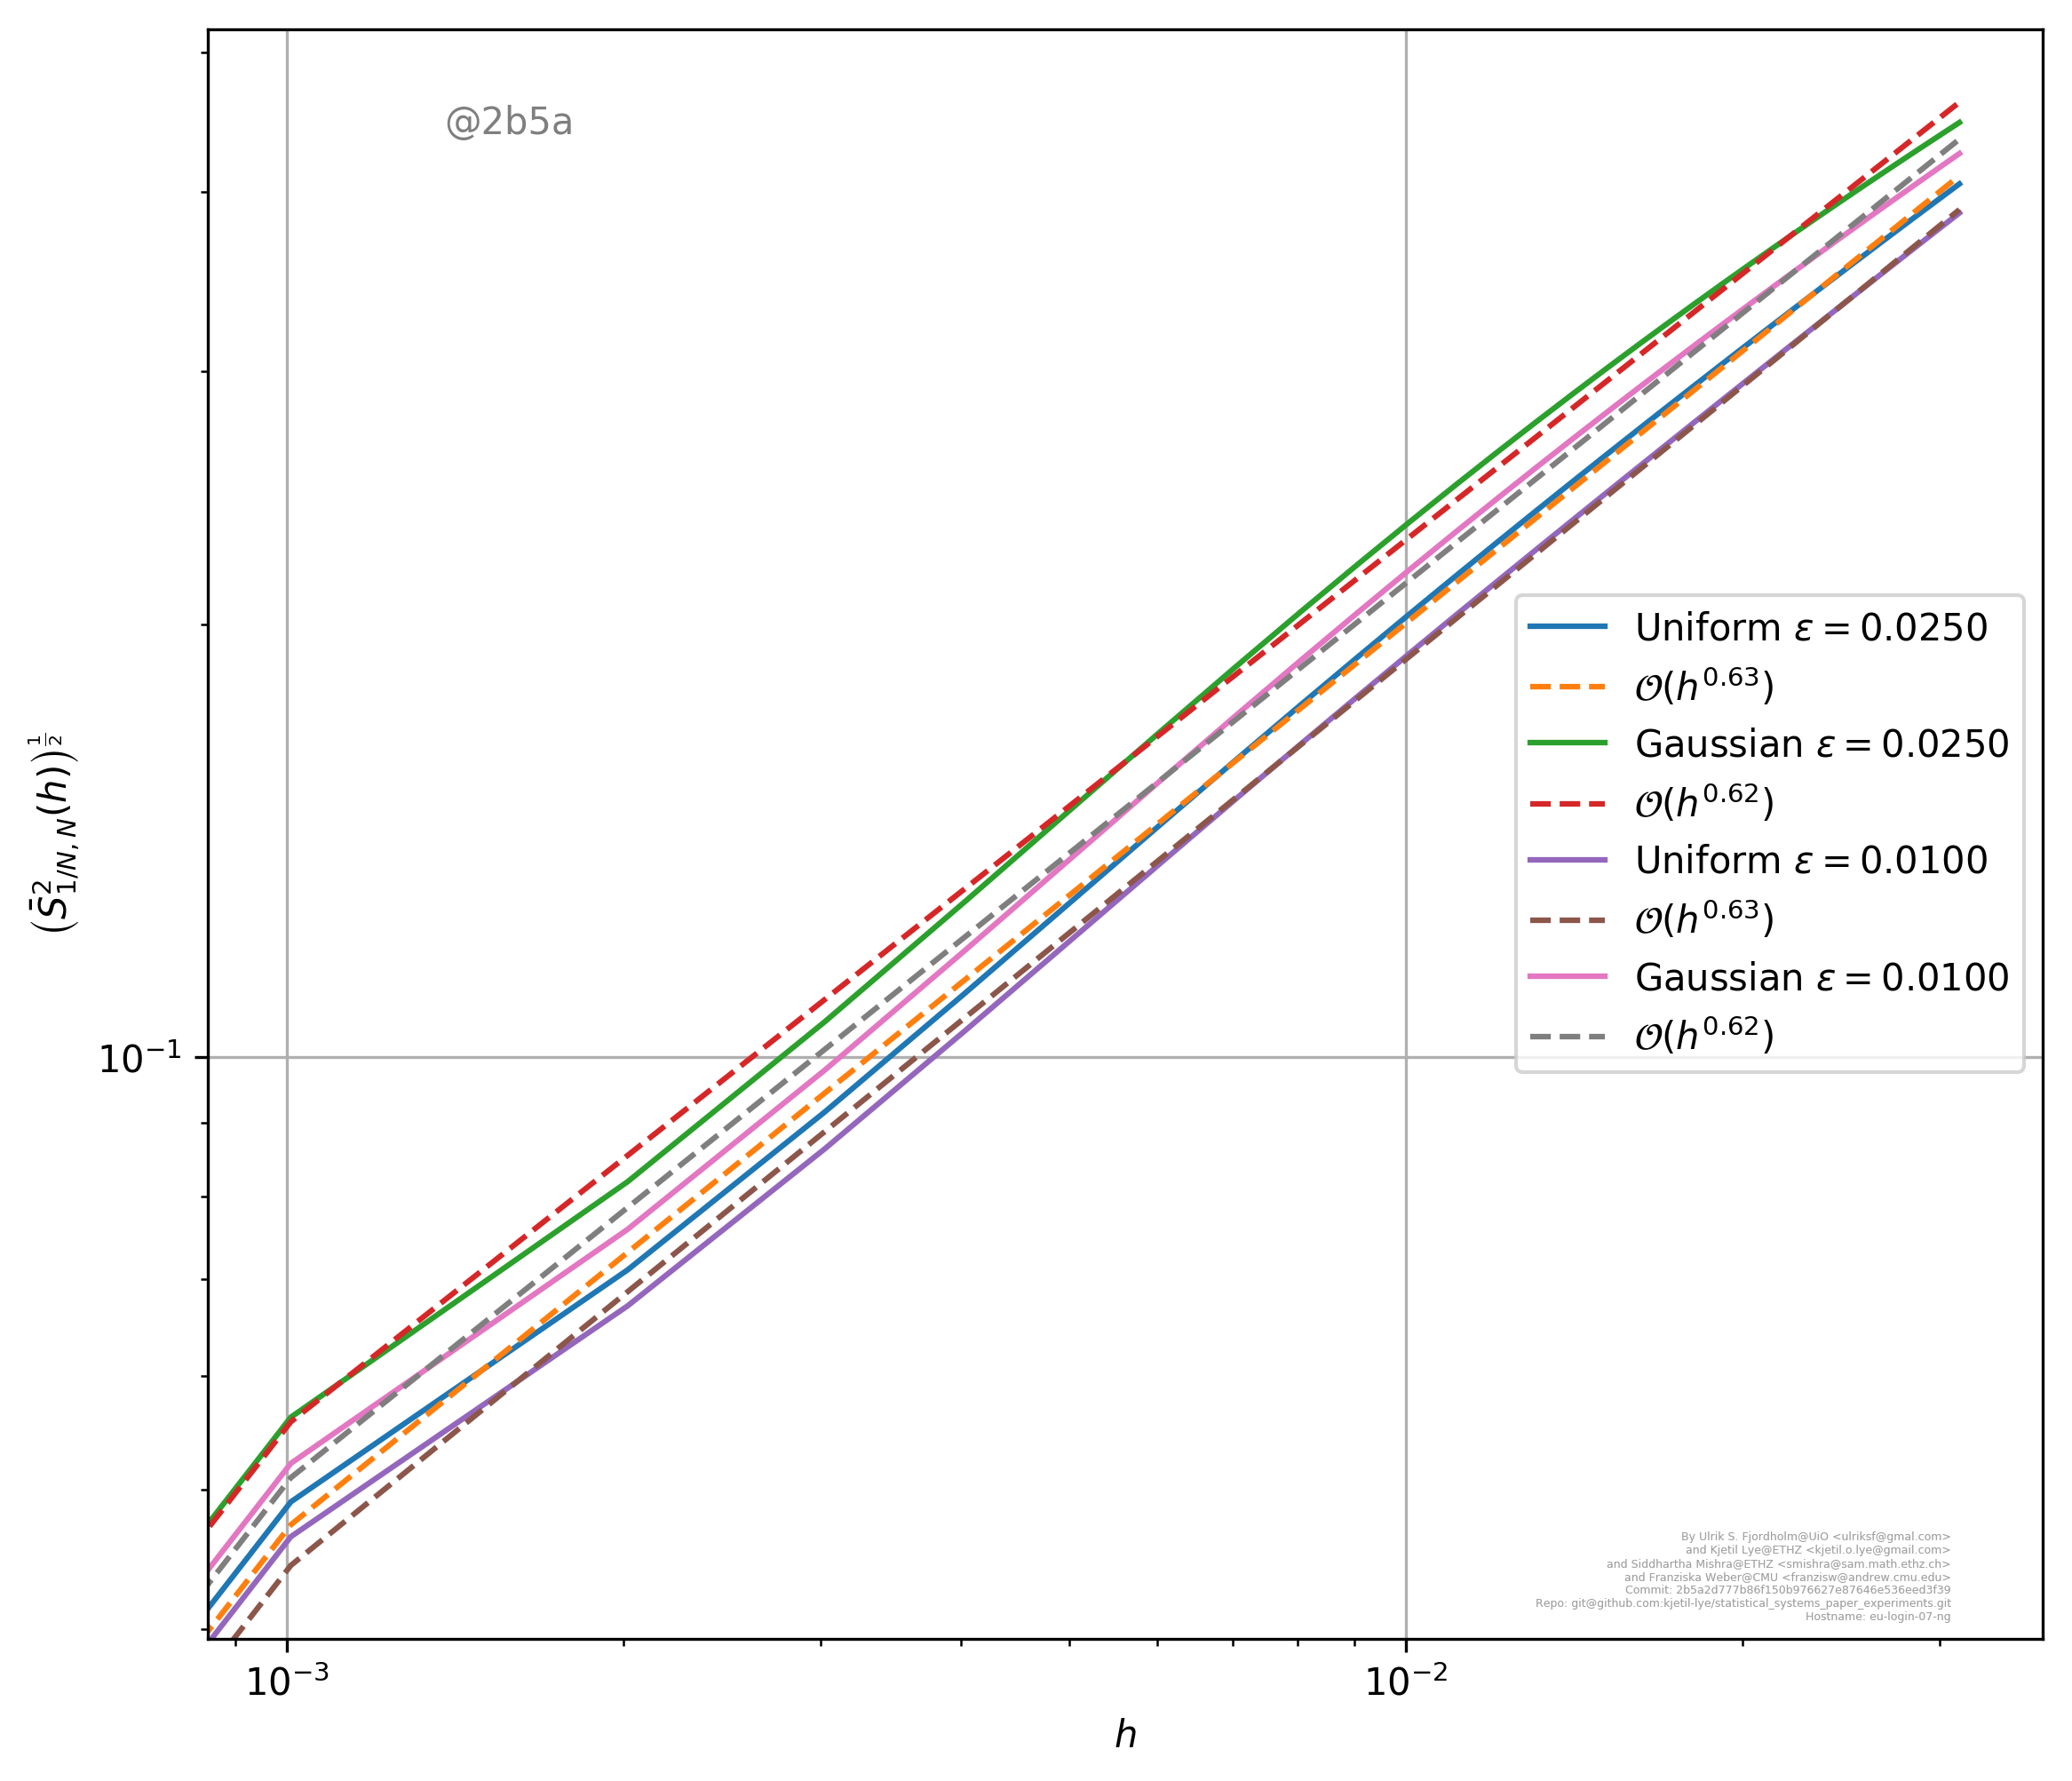 @2b5a
(S̄²_{1/N, N}(h))^{1/2}
10⁻¹
Uniform ε = 0.0250
𝒪(h^0.63)
Gaussian ε = 0.0250
𝒪(h^0.62)
Uniform ε = 0.0100
𝒪(h^0.63)
Gaussian ε = 0.0100
𝒪(h^0.62)
By Ulrik S. Fjordholm@UiO <ulriksf@gmal.com>
and Kjetil Lye@ETHZ <kjetil.o.lye@gmail.com>
and Siddhartha Mishra@ETHZ <smishra@sam.math.ethz.ch>
and Franziska Weber@CMU <franzisw@andrew.cmu.edu>
Commit: 2b5a2d777b86f150b976627e87646e536eed3f39
Repo: git@github.com:kjetil-lye/statistical_systems_paper_experiments.git
Hostname: eu-login-07-ng
10⁻³
10⁻²
h